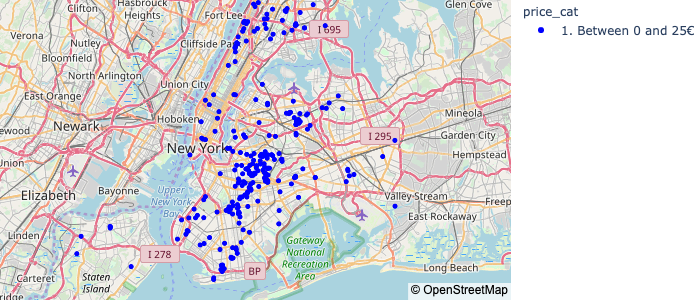 Hasbrouck
Heights
Clifton
Nutley
Verona
Bloomfield
Fort Lee
Cliffside Park
I 695
Glen Cove
North Arlington
Union City
East Orange
Hoboken
Newark
New York
I 295
Mineola
Garden City
Hempstead
Union
Elizabeth
Bayonne
Upper
New York
Bay
Valley Stream
East Rockaway
Freep
Linden
Gateway
National
Recreation
Area
I 278
BP
Long Beach
Carteret
Staten
Island
© OpenStreetMap
price_cat
1. Between 0 and 25€